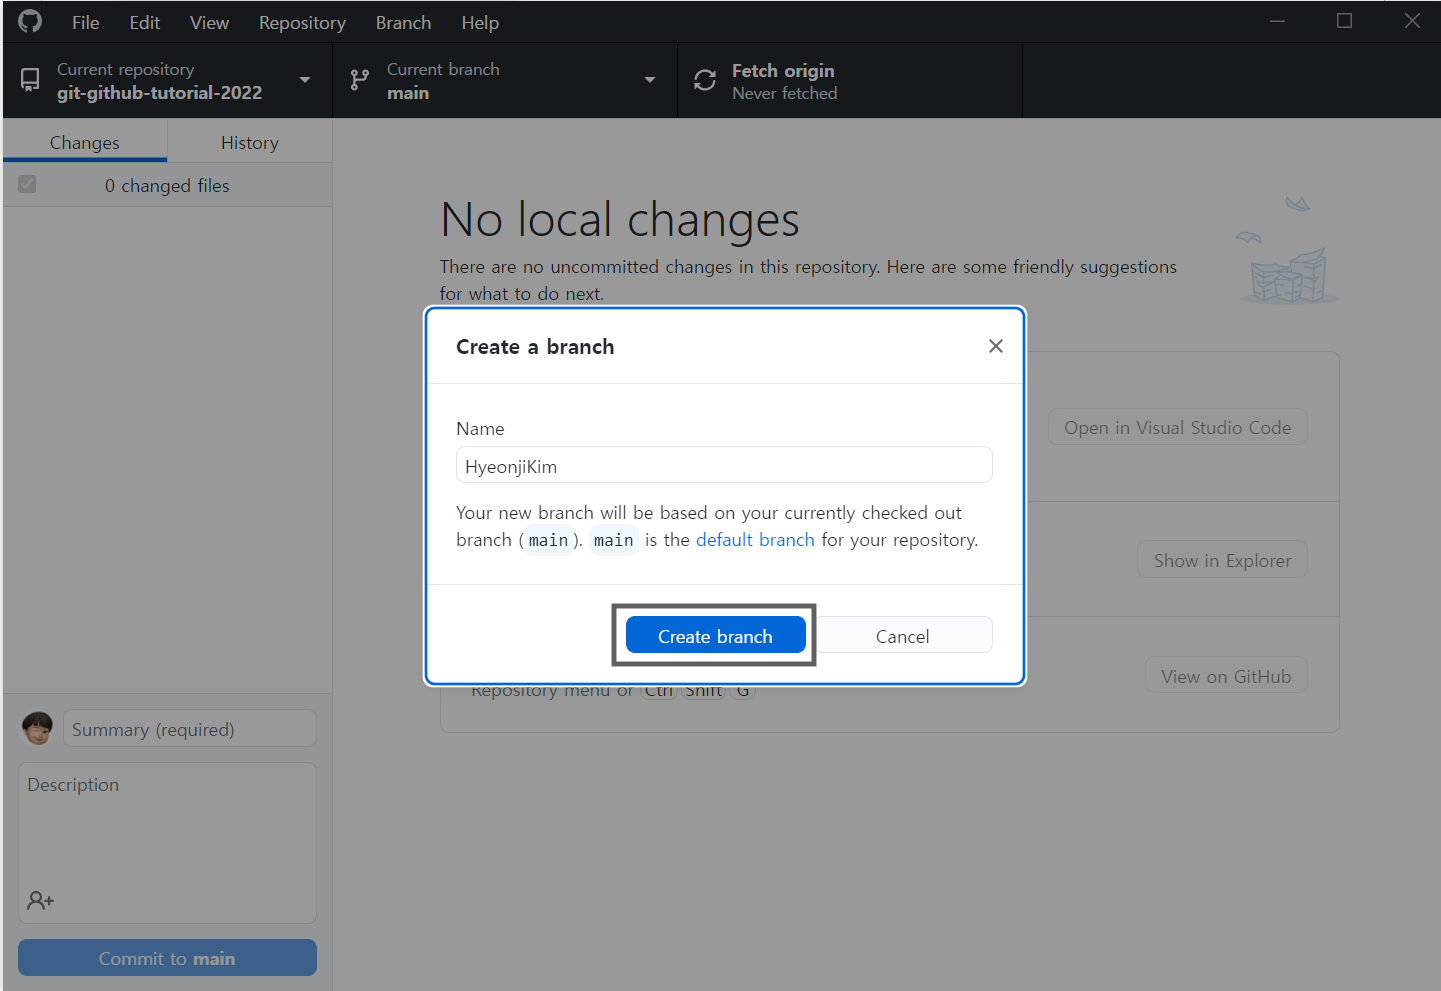 File Edit View Repository Branch Help
Current repository
git-github-tutorial-2022
Current branch
main
Fetch origin
Never fetched
Changes History
0 changed files
No local changes
There are no uncommitted changes in this repository. Here are some friendly suggestions
for what to do next.
Create a branch
Name
HyeonjiKim
Your new branch will be based on your currently checked out
branch (main). main is the default branch for your repository.
Create branch Cancel
Open in Visual Studio Code
Show in Explorer
Repository menu or Ctrl Shift G
View on GitHub
Summary (required)
Description
Commit to main